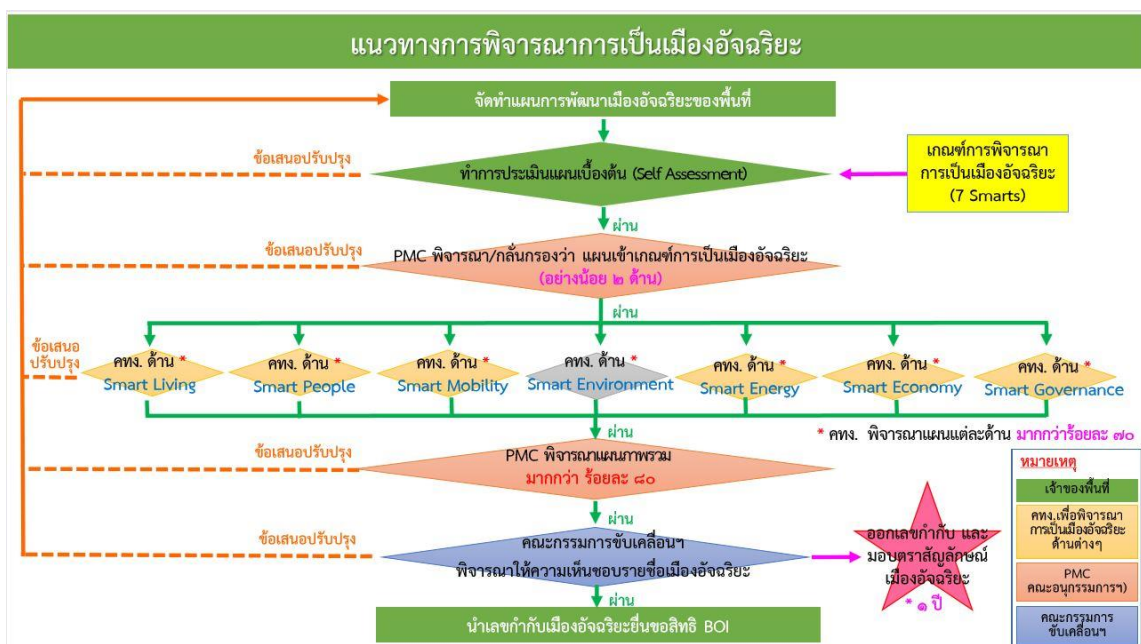 แนวทางการพิจารณาการเป็นเมืองอัจฉริยะ
จัดทำแผนการพัฒนาเมืองอัจฉริยะของพื้นที่
ข้อเสนอปรับปรุง
ทำการประเมินแผนเบื้องต้น (Self Assessment)
เกณฑ์การพิจารณา
การเป็นเมืองอัจฉริยะ
(7 Smarts)
ผ่าน
ข้อเสนอปรับปรุง
PMC พิจารณา/กลั่นกรองว่า แผนเข้าเกณฑ์การเป็นเมืองอัจฉริยะ
(อย่างน้อย ๒ ด้าน)
ผ่าน
ข้อเสนอ
ปรับปรุง
คทง. ด้าน *
Smart Living
คทง. ด้าน *
Smart People
คทง. ด้าน *
Smart Mobility
คทง. ด้าน *
Smart Environment
คทง. ด้าน *
Smart Energy
คทง. ด้าน *
Smart Economy
คทง. ด้าน *
Smart Governance
ผ่าน
* คทง. พิจารณาแผนแต่ละด้าน มากกว่าร้อยละ ๗๐
ข้อเสนอปรับปรุง
PMC พิจารณาแผนภาพรวม
มากกว่า ร้อยละ ๘๐
ผ่าน
ข้อเสนอปรับปรุง
คณะกรรมการขับเคลื่อนฯ
พิจารณาให้ความเห็นชอบรายชื่อเมืองอัจฉริยะ
ออกเลขกำกับ และ
มอบตราสัญลักษณ์
เมืองอัจฉริยะ
* ๑ ปี
ผ่าน
นำเลขกำกับเมืองอัจฉริยะยื่นขอสิทธิ BOI
หมายเหตุ
เจ้าของพื้นที่
คทง.เพื่อพิจารณา
การเป็นเมืองอัจฉริยะ
ด้านต่างๆ
PMC
คณะอนุกรรมการฯ)
คณะกรรมการ
ขับเคลื่อนฯ